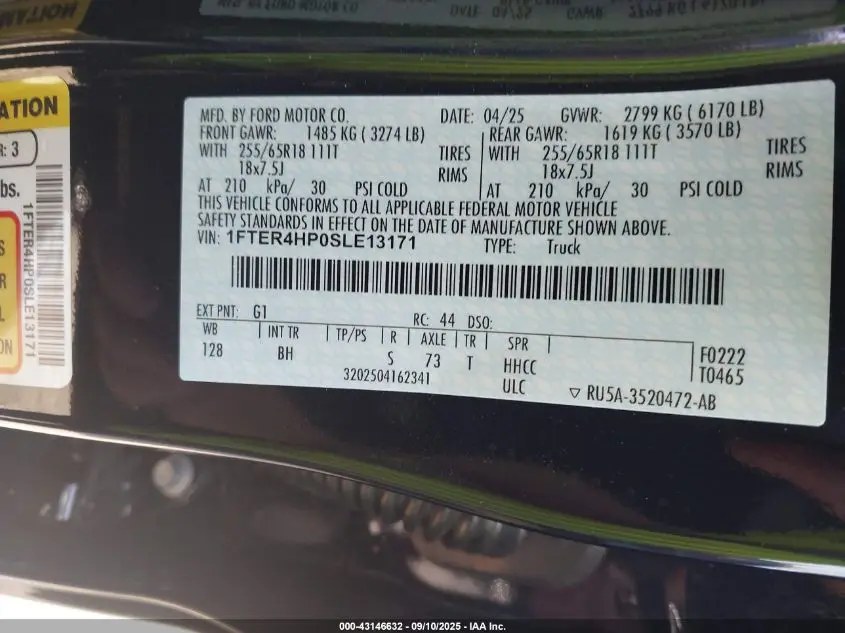 MFD. BY FORD MOTOR CO. DATE: 04/25 GVWR: 2799 KG ( 6170 LB)
FRONT GAWR: 1485 KG ( 3274 LB) REAR GAWR: 1619 KG ( 3570 LB)
WITH 255/65R18 111T TIRES WITH 255/65R18 111T TIRES
18x7.5J RIMS 18x7.5J RIMS
AT 210 kPa/ 30 PSI COLD AT 210 kPa/ 30 PSI COLD
THIS VEHICLE CONFORMS TO ALL APPLICABLE FEDERAL MOTOR VEHICLE
SAFETY STANDARDS IN EFFECT ON THE DATE OF MANUFACTURE SHOWN ABOVE.
VIN: 1FTER4HP0SLE13171 TYPE: Truck
EXT PNT: G1 RC: 44 DSO:
WB INT TR TP/PS R AXLE TR SPR
128 BH S 73 T HHCC
F0222
T0465
3202504162341 ULC ▽ RU5A-3520472-AB
ATION
R: 3
lbs.
1FTER4HP0SLE13171
S
R
L
ON
000-43146632 - 09/10/2025 - IAA Inc.